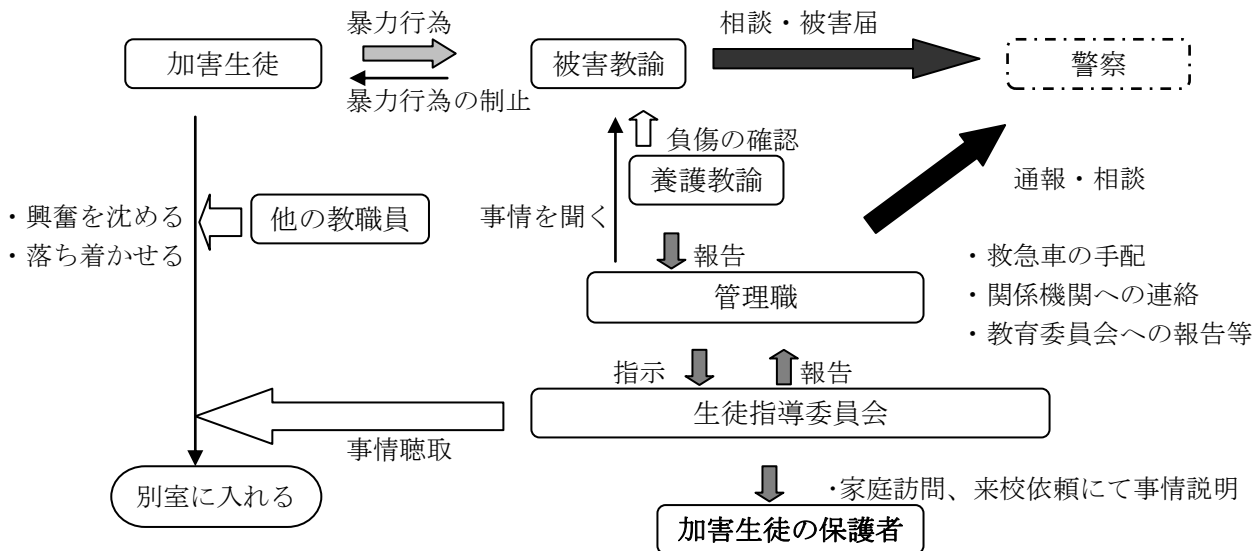 暴力行為
相談・被害届
加害生徒
被害教諭
警察
暴力行為の制止
負傷の確認
養護教諭
通報・相談
・興奮を沈める
他の教職員
事情を聞く
・落ち着かせる
報告
・救急車の手配
管理職
・関係機関への連絡
・教育委員会への報告等
指示
報告
生徒指導委員会
事情聴取
別室に入れる
・家庭訪問、来校依頼にて事情説明
加害生徒の保護者